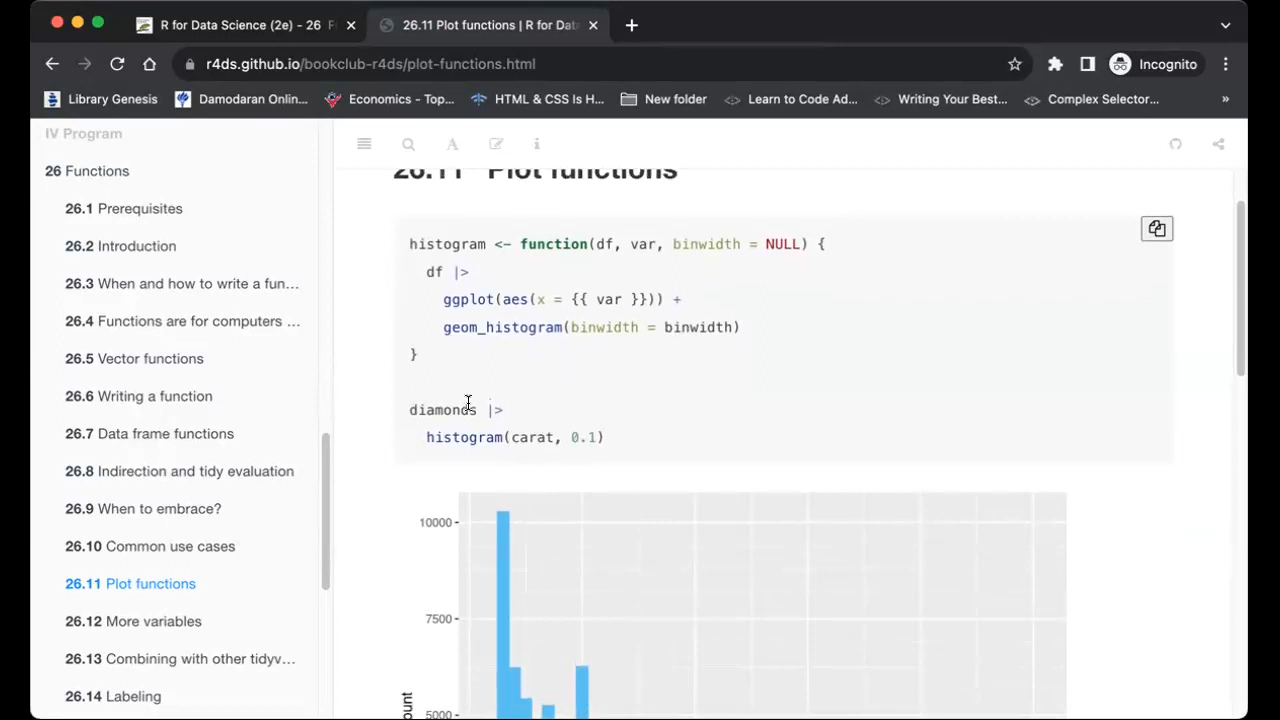 R for Data Science (2e) - 26 F
26.11 Plot functions | R for Dat
r4ds.github.io/bookclub-r4ds/plot-functions.html
Incognito
Library Genesis
Damodaran Onlin...
Economics - Top...
HTML & CSS Is H...
New folder
Learn to Code Ad...
Writing Your Best...
Complex Selector...
»
IV Program
26 Functions
26.1 Prerequisites
26.2 Introduction
26.3 When and how to write a fun...
26.4 Functions are for computers ...
26.5 Vector functions
26.6 Writing a function
26.7 Data frame functions
26.8 Indirection and tidy evaluation
26.9 When to embrace?
26.10 Common use cases
26.11 Plot functions
26.12 More variables
26.13 Combining with other tidyv...
26.14 Labeling
26.11 Plot functions
histogram <- function(df, var, binwidth = NULL) {
df |>
ggplot(aes(x = {{ var }})) +
geom_histogram(binwidth = binwidth)
}
diamonds |>
histogram(carat, 0.1)
10000
7500
5000
ount